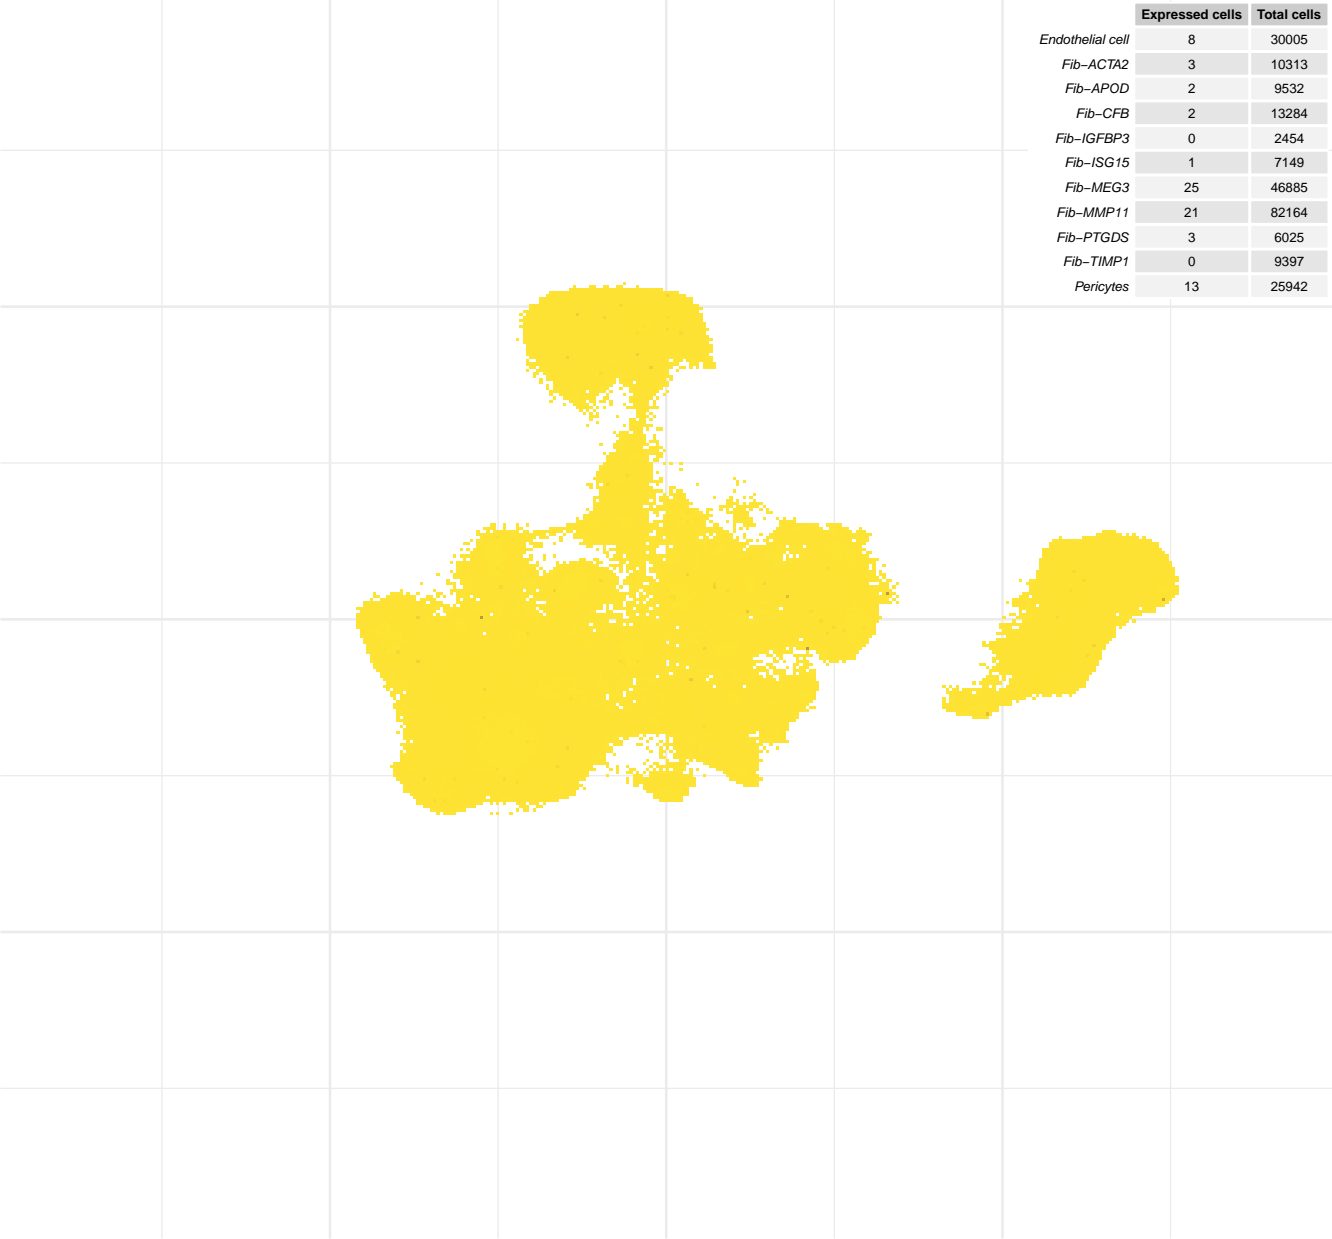 Expressed cells Total cells
Endothelial cell 8 30005
Fib−ACTA2 3 10313
Fib−APOD 2 9532
Fib−CFB 2 13284
Fib−IGFBP3 0 2454
Fib−ISG15 1 7149
Fib−MEG3 25 46885
Fib−MMP11 21 82164
Fib−PTGDS 3 6025
Fib−TIMP1 0 9397
Pericytes 13 25942